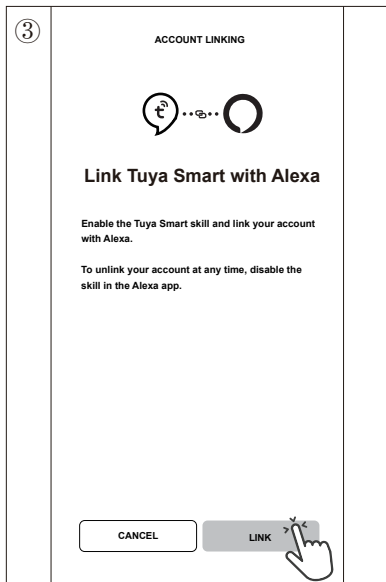 ③
ACCOUNT LINKING
Link Tuya Smart with Alexa
Enable the Tuya Smart skill and link your account
with Alexa.
To unlink your account at any time, disable the
skill in the Alexa app.
CANCEL
LINK